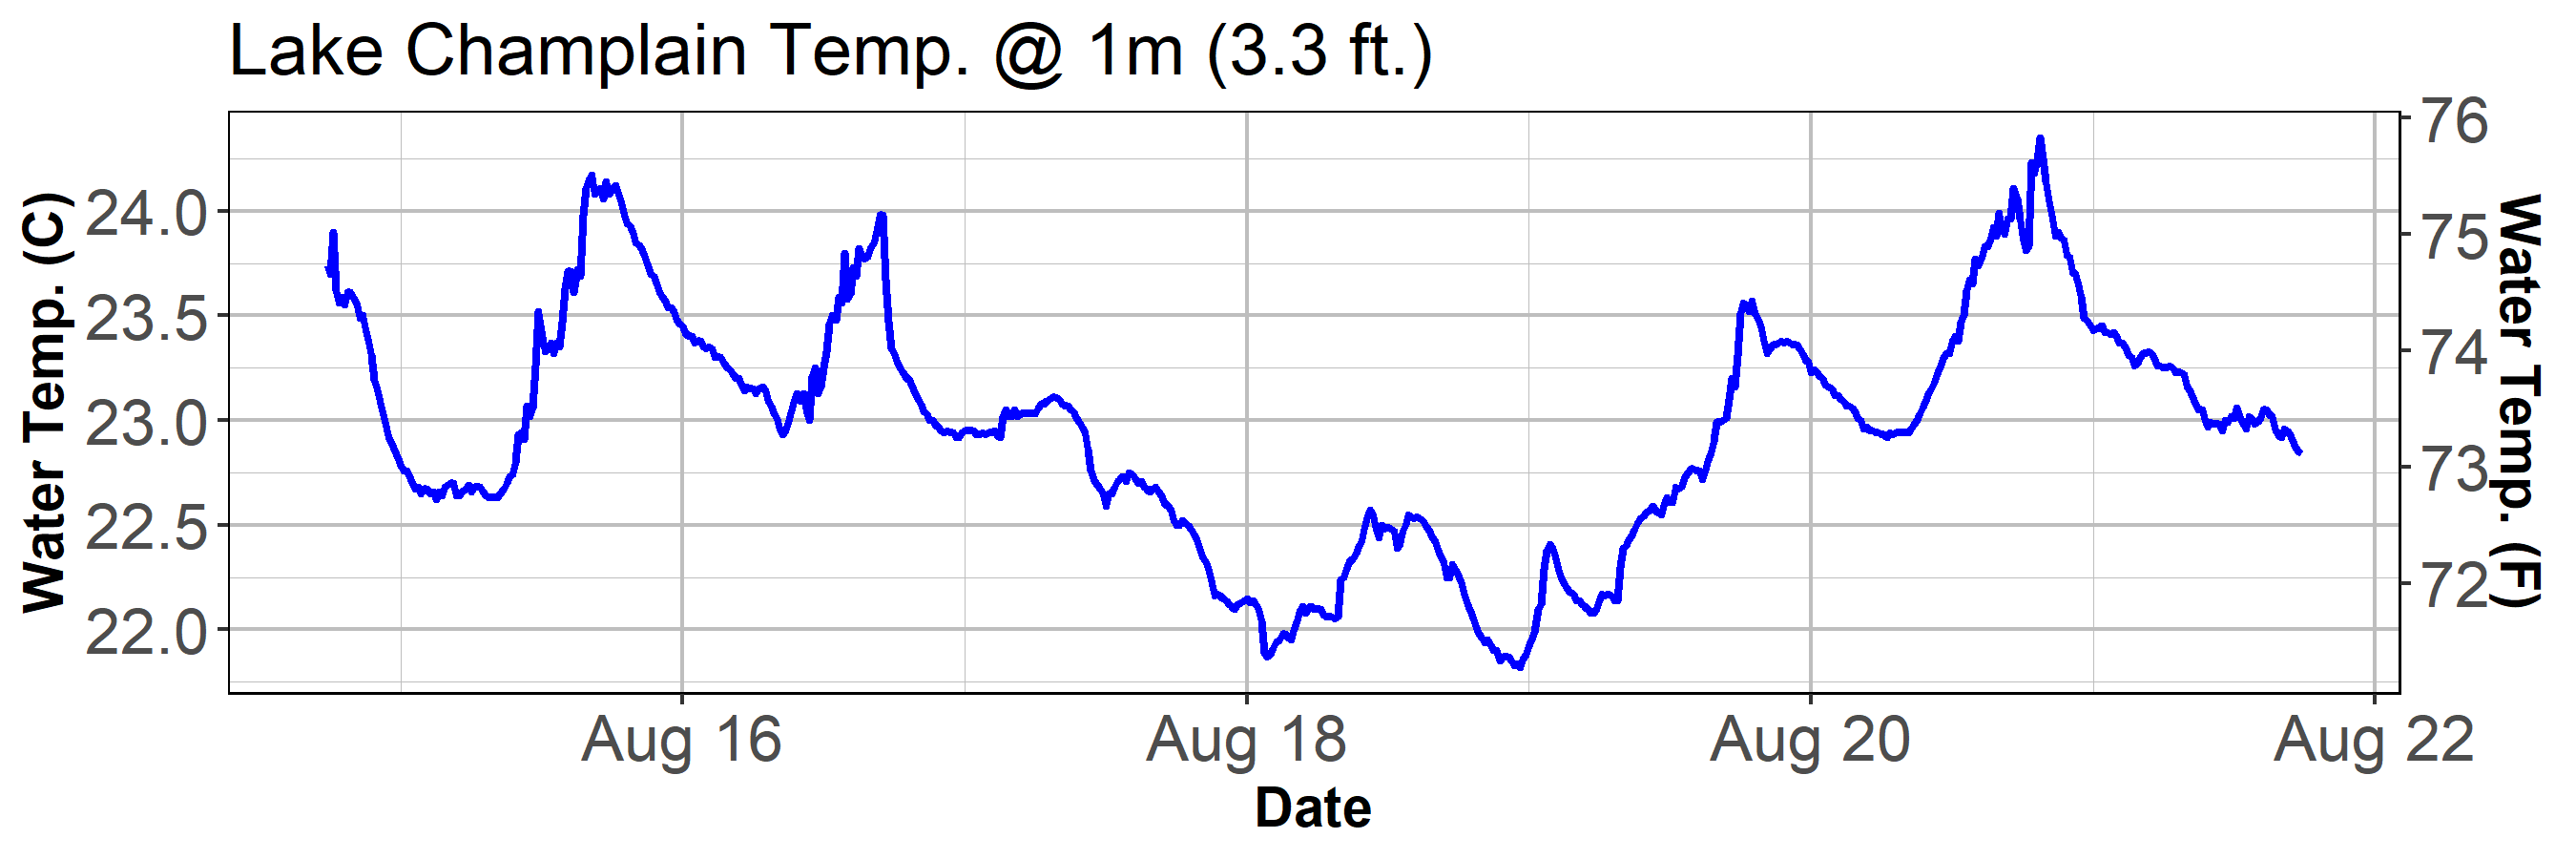 Lake Champlain Temp. @ 1m (3.3 ft.)
Water Temp. (C)
24.0
23.5
23.0
22.5
22.0
76
75
74
73
72
Water Temp. (F)
Aug 16
Aug 18
Aug 20
Aug 22
Date